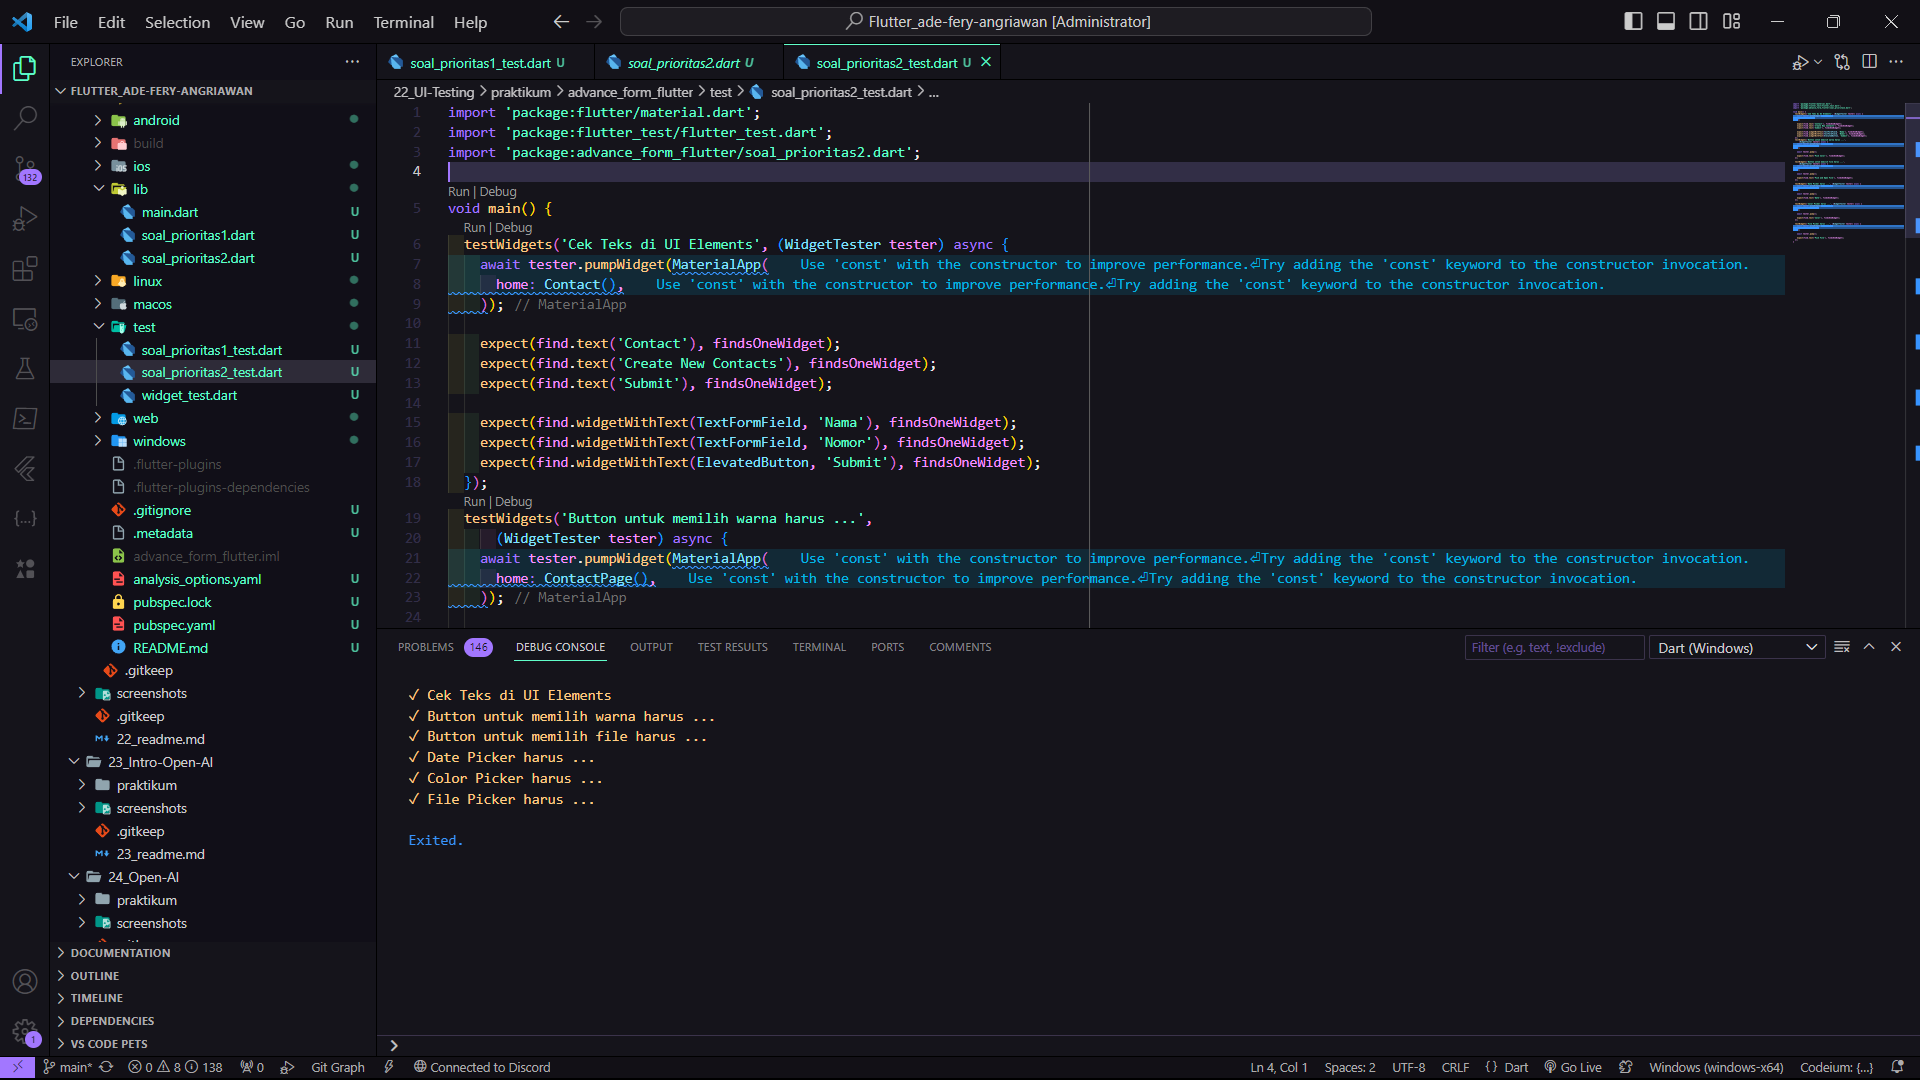 File Edit Selection View Go Run Terminal Help
Flutter_ade-fery-angriawan [Administrator]
EXPLORER
FLUTTER_ADE-FERY-ANGRIAWAN
android
build
ios
lib
main.dart U
soal_prioritas1.dart U
soal_prioritas2.dart U
linux
macos
test
soal_prioritas1_test.dart U
soal_prioritas2_test.dart U
widget_test.dart U
web
windows
.flutter-plugins
.flutter-plugins-dependencies
.gitignore U
.metadata U
advance_form_flutter.iml
analysis_options.yaml U
pubspec.lock U
pubspec.yaml U
README.md U
.gitkeep
screenshots
.gitkeep
22_readme.md
23_Intro-Open-AI
praktikum
screenshots
.gitkeep
23_readme.md
24_Open-AI
praktikum
screenshots
DOCUMENTATION
OUTLINE
TIMELINE
DEPENDENCIES
VS CODE PETS
132
1
soal_prioritas1_test.dart U
soal_prioritas2.dart U
soal_prioritas2_test.dart U
22_UI-Testing > praktikum > advance_form_flutter > test > soal_prioritas2_test.dart > ...
1 import 'package:flutter/material.dart';
2 import 'package:flutter_test/flutter_test.dart';
3 import 'package:advance_form_flutter/soal_prioritas2.dart';
4
Run | Debug
5 void main() {
Run | Debug
6 testWidgets('Cek Teks di UI Elements', (WidgetTester tester) async {
7 await tester.pumpWidget(MaterialApp( Use 'const' with the constructor to improve performance.⏎Try adding the 'const' keyword to the constructor invocation.
8 home: Contact(), Use 'const' with the constructor to improve performance.⏎Try adding the 'const' keyword to the constructor invocation.
9 )); // MaterialApp
10
11 expect(find.text('Contact'), findsOneWidget);
12 expect(find.text('Create New Contacts'), findsOneWidget);
13 expect(find.text('Submit'), findsOneWidget);
14
15 expect(find.widgetWithText(TextFormField, 'Nama'), findsOneWidget);
16 expect(find.widgetWithText(TextFormField, 'Nomor'), findsOneWidget);
17 expect(find.widgetWithText(ElevatedButton, 'Submit'), findsOneWidget);
18 });
Run | Debug
19 testWidgets('Button untuk memilih warna harus ...',
20 (WidgetTester tester) async {
21 await tester.pumpWidget(MaterialApp( Use 'const' with the constructor to improve performance.⏎Try adding the 'const' keyword to the constructor invocation.
22 home: ContactPage(), Use 'const' with the constructor to improve performance.⏎Try adding the 'const' keyword to the constructor invocation.
23 )); // MaterialApp
24
PROBLEMS 146 DEBUG CONSOLE OUTPUT TEST RESULTS TERMINAL PORTS COMMENTS
Filter (e.g. text, !exclude) Dart (Windows)
✓ Cek Teks di UI Elements
✓ Button untuk memilih warna harus ...
✓ Button untuk memilih file harus ...
✓ Date Picker harus ...
✓ Color Picker harus ...
✓ File Picker harus ...
Exited.
main* 0 8 138 0 Git Graph Connected to Discord Ln 4, Col 1 Spaces: 2 UTF-8 CRLF { } Dart Go Live Windows (windows-x64) Codeium: {...}